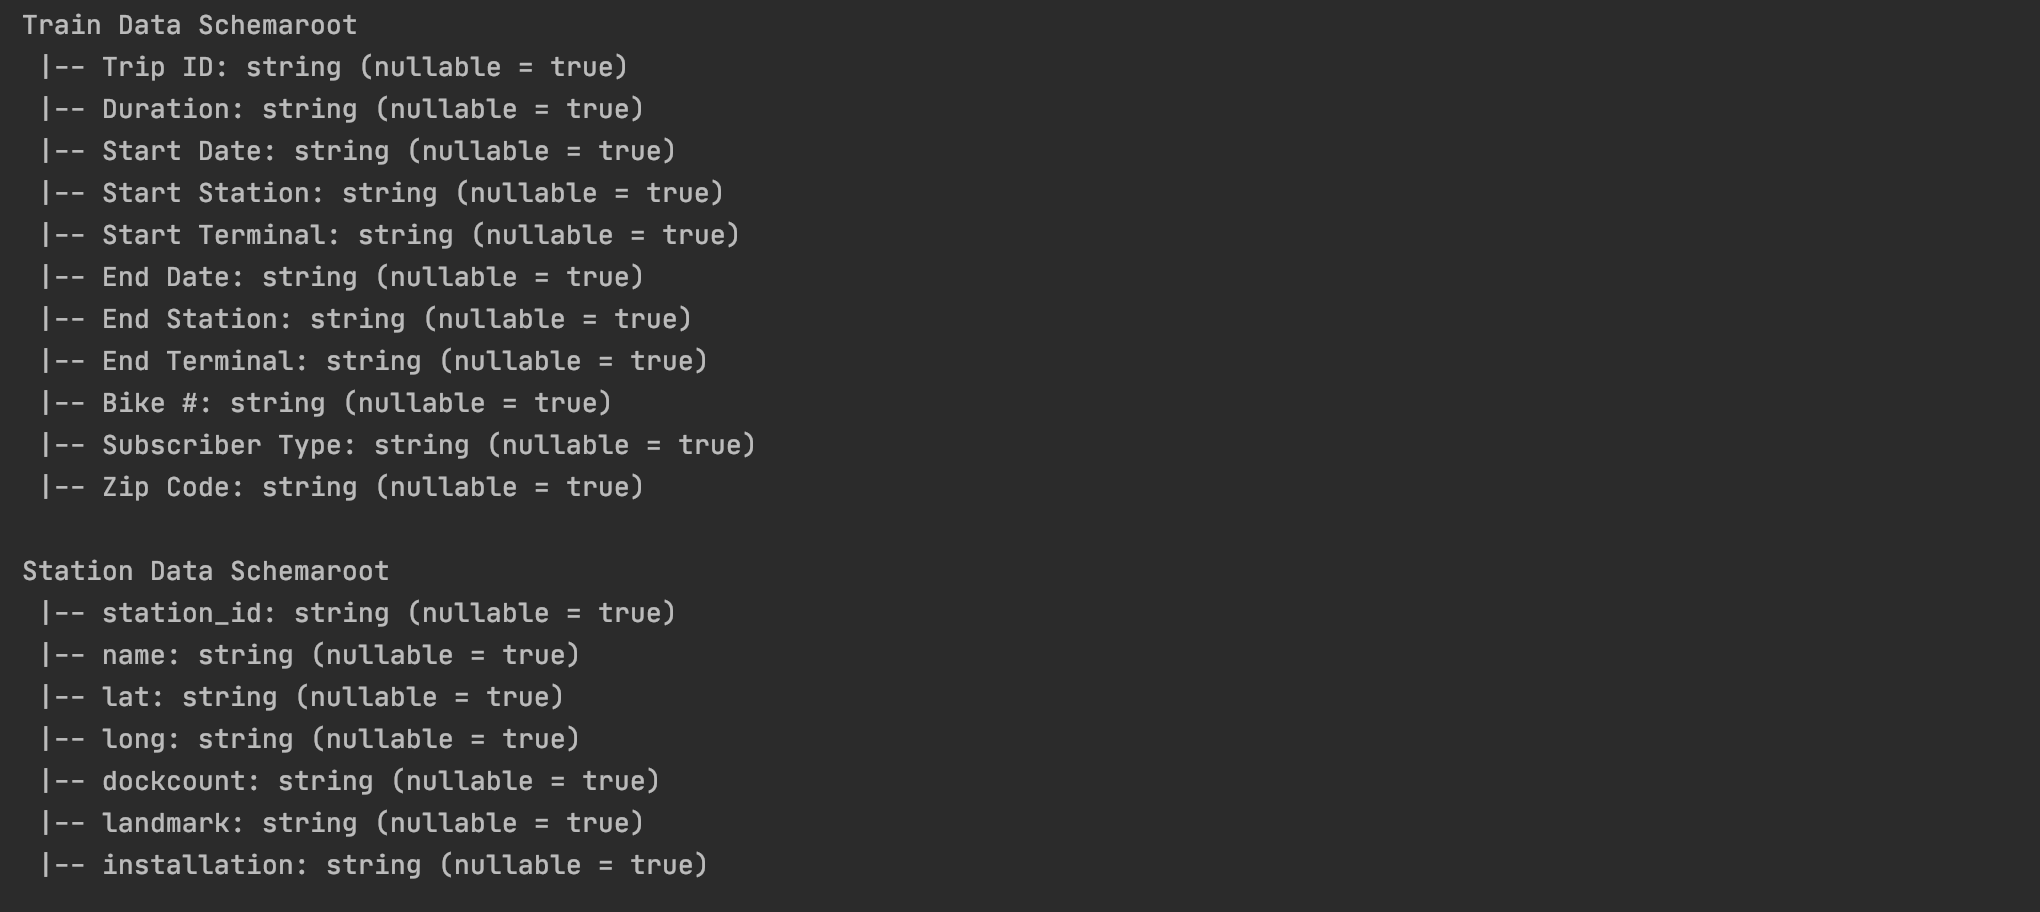 Train Data Schemaroot
 |-- Trip ID: string (nullable = true)
 |-- Duration: string (nullable = true)
 |-- Start Date: string (nullable = true)
 |-- Start Station: string (nullable = true)
 |-- Start Terminal: string (nullable = true)
 |-- End Date: string (nullable = true)
 |-- End Station: string (nullable = true)
 |-- End Terminal: string (nullable = true)
 |-- Bike #: string (nullable = true)
 |-- Subscriber Type: string (nullable = true)
 |-- Zip Code: string (nullable = true)

Station Data Schemaroot
 |-- station_id: string (nullable = true)
 |-- name: string (nullable = true)
 |-- lat: string (nullable = true)
 |-- long: string (nullable = true)
 |-- dockcount: string (nullable = true)
 |-- landmark: string (nullable = true)
 |-- installation: string (nullable = true)